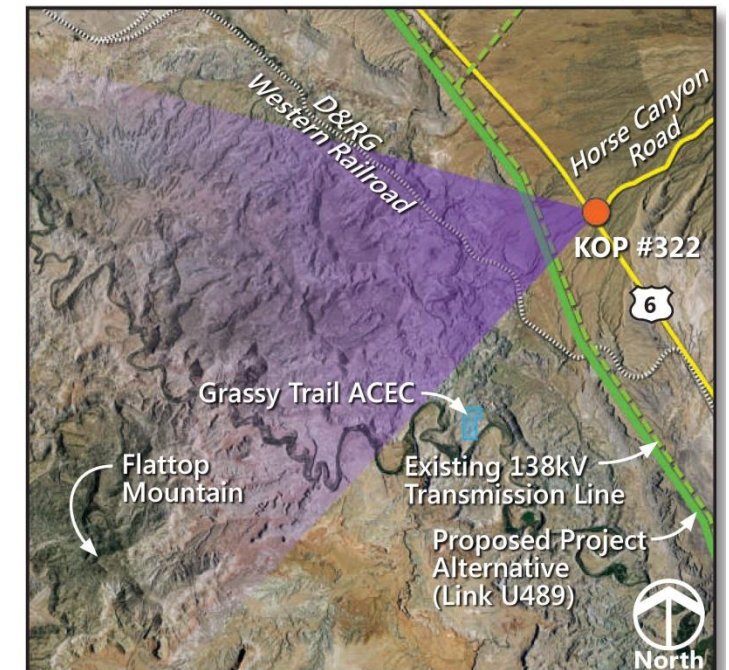 D&RG
Western Railroad
Horse Canyon
Road
KOP #322
6
Grassy Trail ACEC
Flattop
Mountain
Existing 138kV
Transmission Line
Proposed Project
Alternative
(Link U489)
North